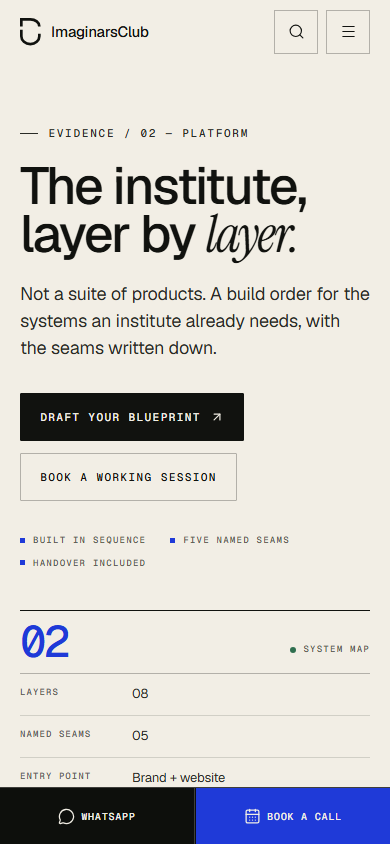 ImaginarsClub
EVIDENCE / 02 — PLATFORM
The institute,
layer by layer.
Not a suite of products. A build order for the
systems an institute already needs, with
the seams written down.
DRAFT YOUR BLUEPRINT
BOOK A WORKING SESSION
BUILT IN SEQUENCE FIVE NAMED SEAMS
HANDOVER INCLUDED
02 SYSTEM MAP
LAYERS 08
NAMED SEAMS 05
ENTRY POINT Brand + website
WHATSAPP BOOK A CALL